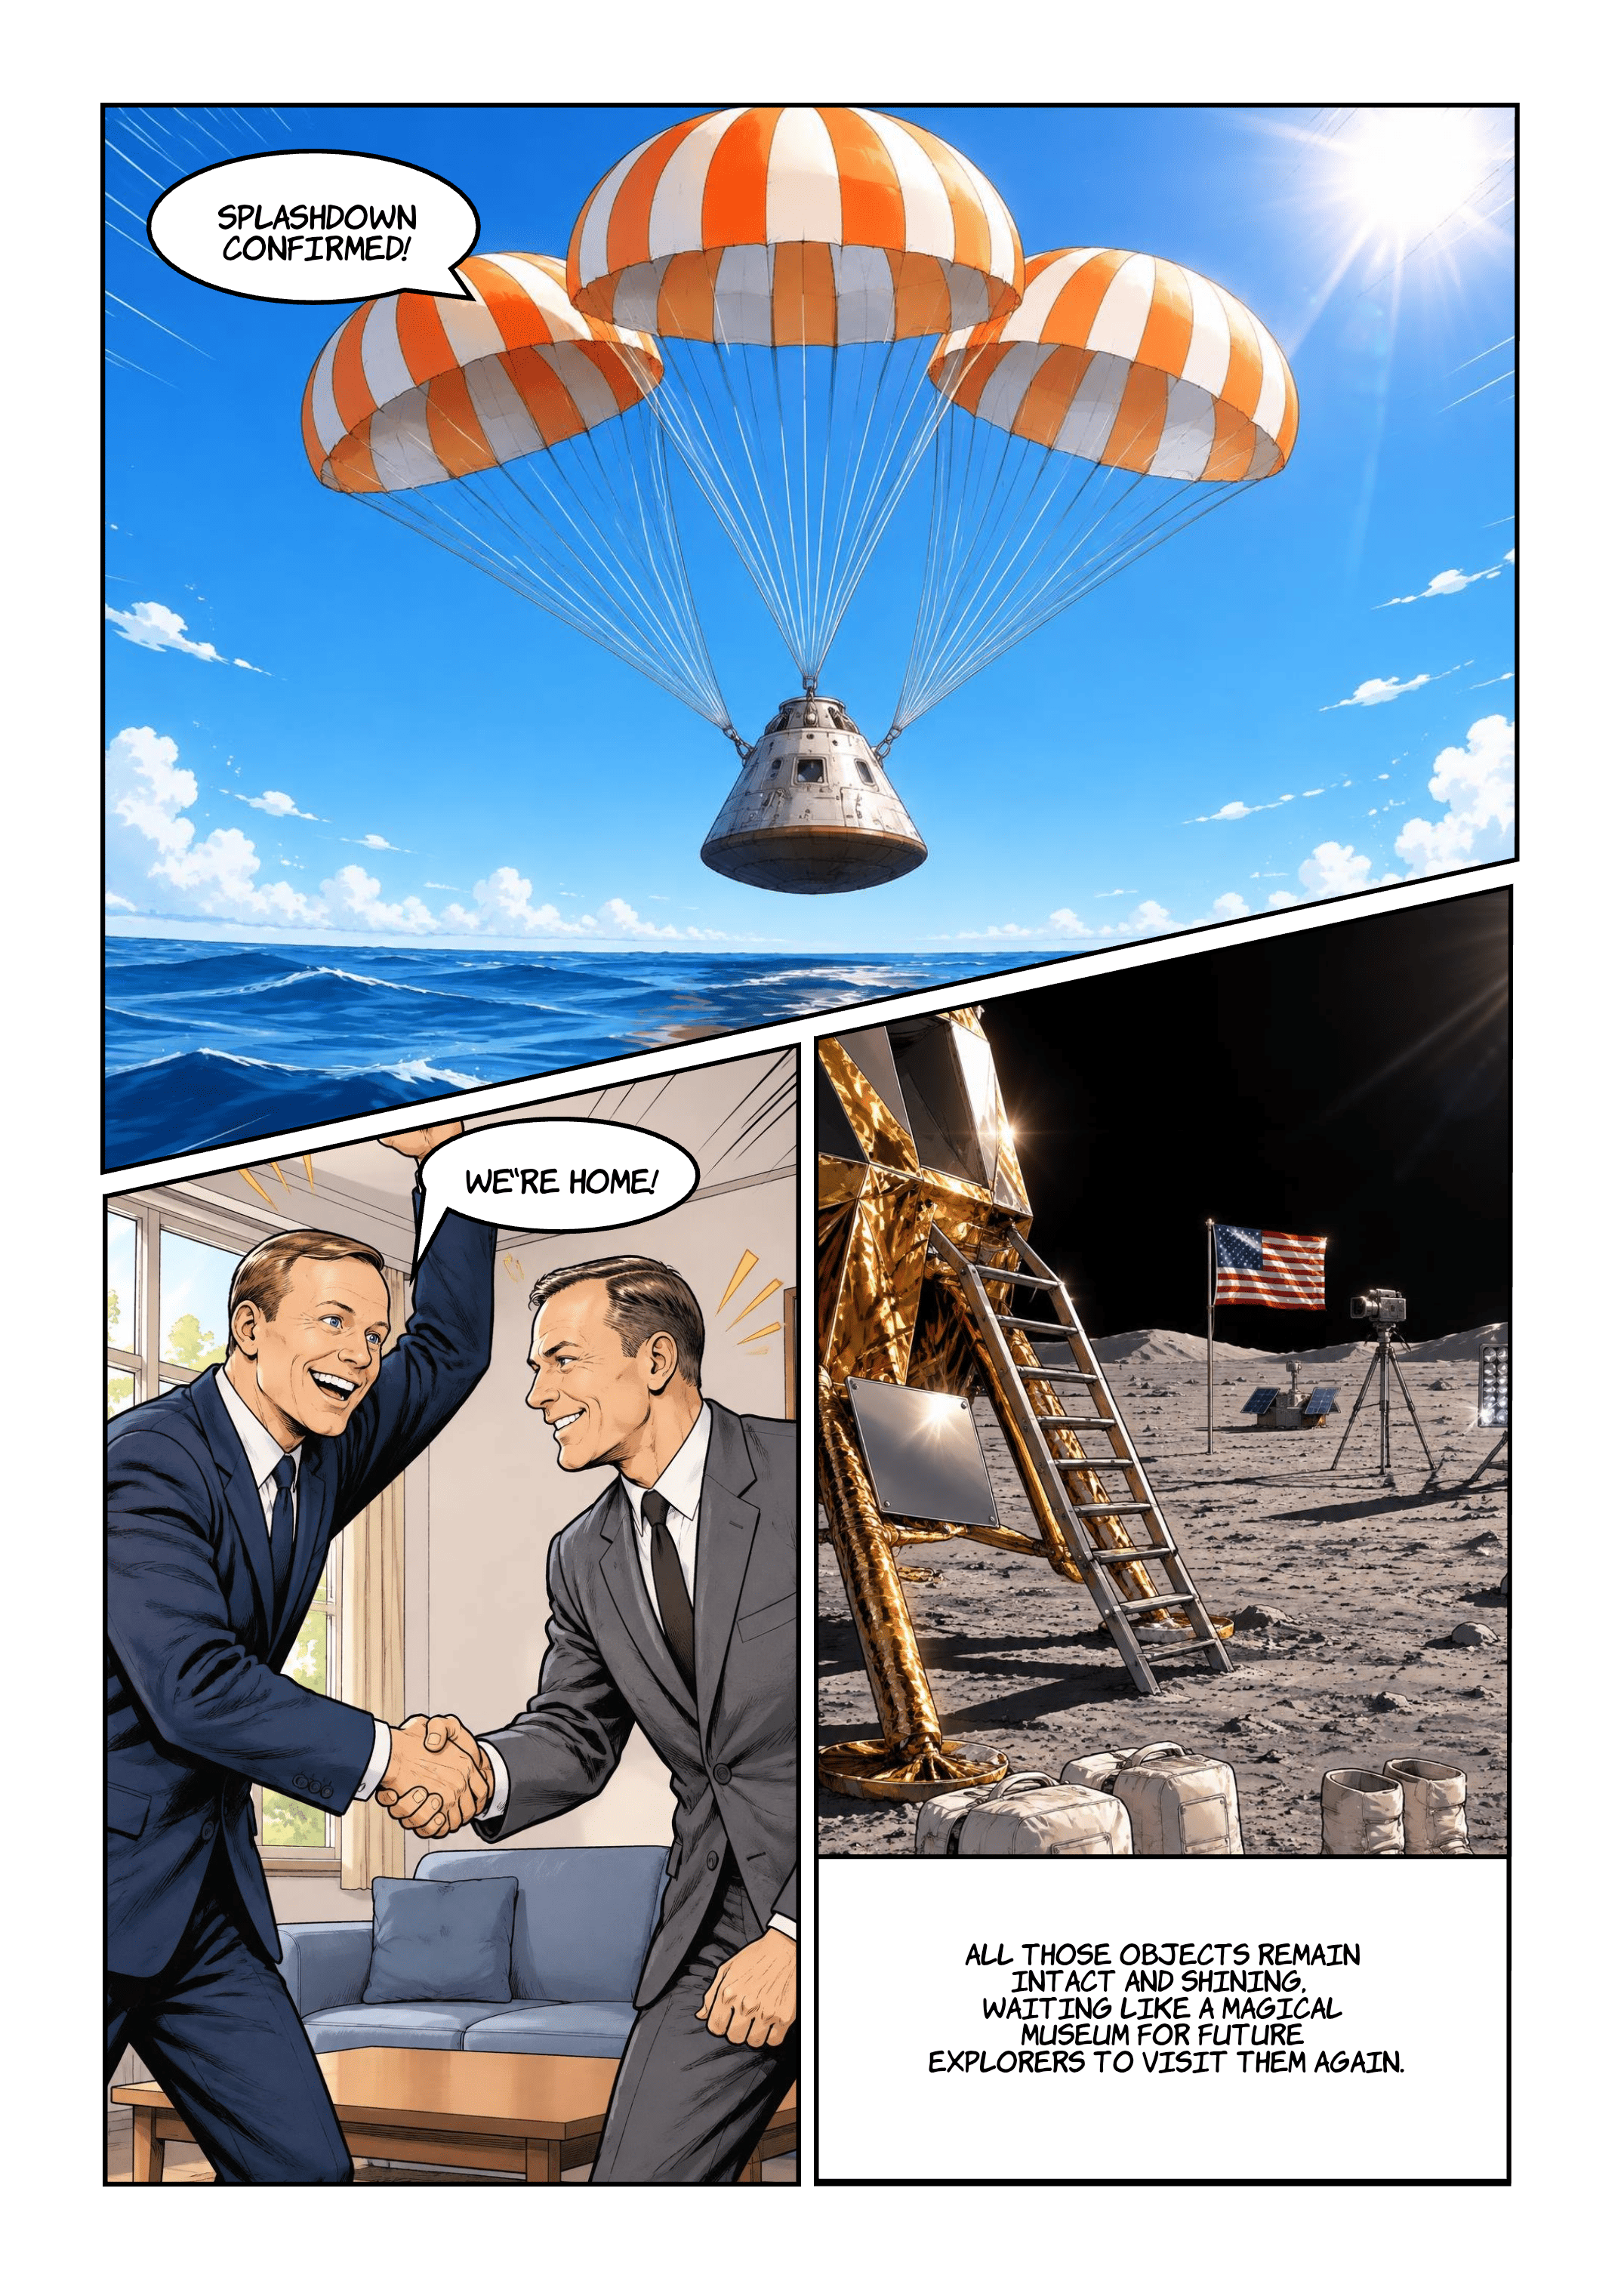 SPLASHDOWN
CONFIRMED!
WE"RE HOME!
ALL THOSE OBJECTS REMAIN
INTACT AND SHINING,
WAITING LIKE A MAGICAL
MUSEUM FOR FUTURE
EXPLORERS TO VISIT THEM AGAIN.